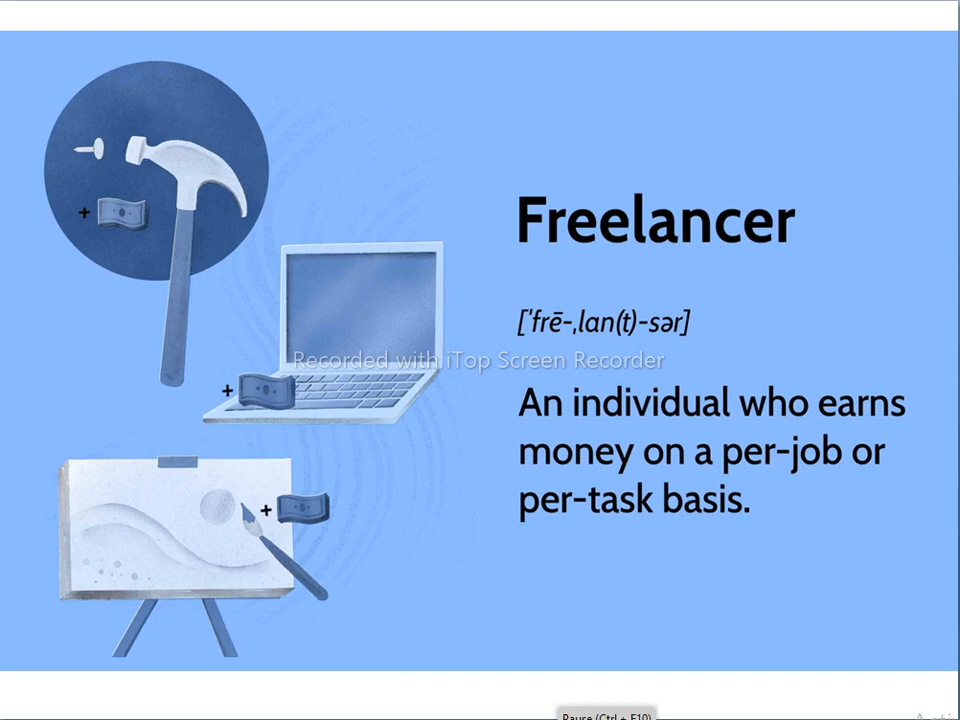 Freelancer
[ˈfrē-ˌlan(t)-sər]
Recorded with iTop Screen Recorder
An individual who earns
money on a per-job or
per-task basis.
+
+
+
Pause (Ctrl + F10)